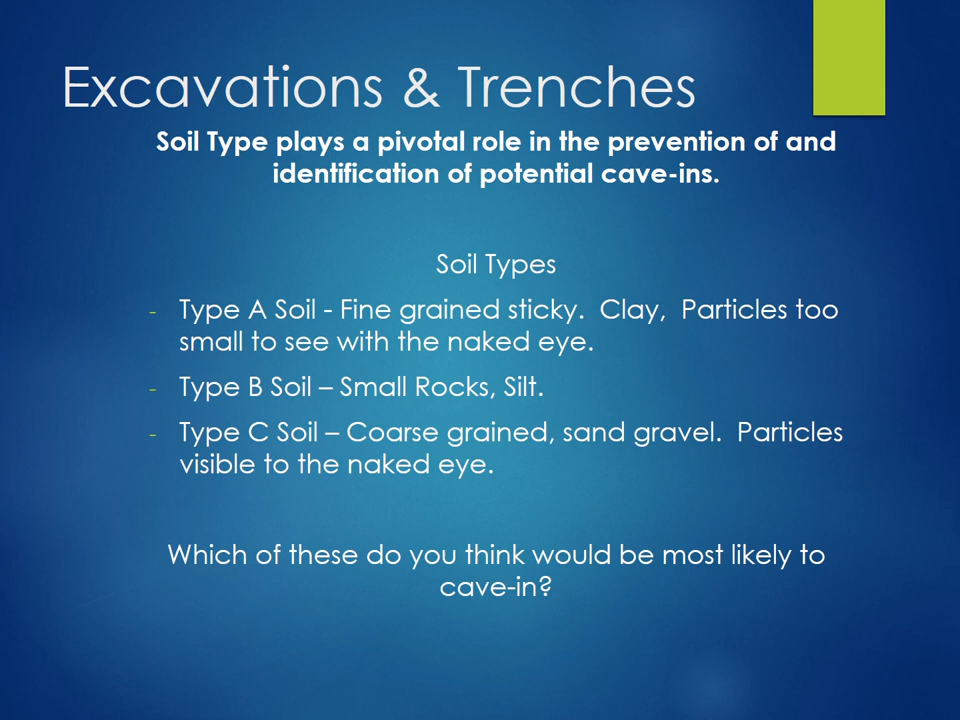 Excavations & Trenches
Soil Type plays a pivotal role in the prevention of and
identification of potential cave-ins.
Soil Types
- Type A Soil - Fine grained sticky.  Clay,  Particles too
small to see with the naked eye.
- Type B Soil – Small Rocks, Silt.
- Type C Soil – Coarse grained, sand gravel.  Particles
visible to the naked eye.
Which of these do you think would be most likely to
cave-in?